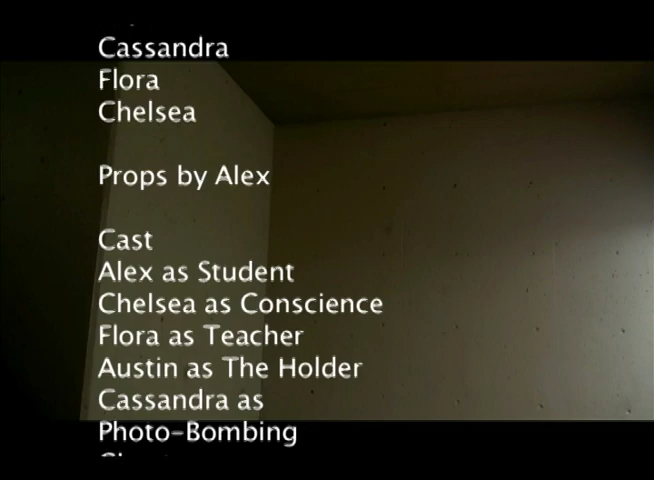 Cassandra
Flora
Chelsea
Props by Alex
Cast
Alex as Student
Chelsea as Conscience
Flora as Teacher
Austin as The Holder
Cassandra as
Photo-Bombing